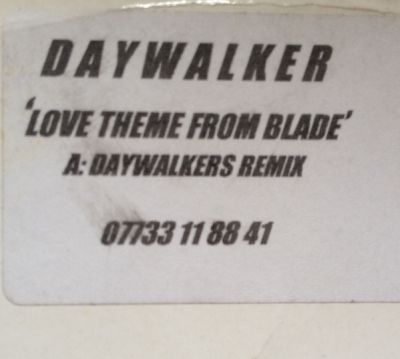 DAYWALKER
'LOVE THEME FROM BLADE'
A: DAYWALKERS REMIX
07733 11 88 41